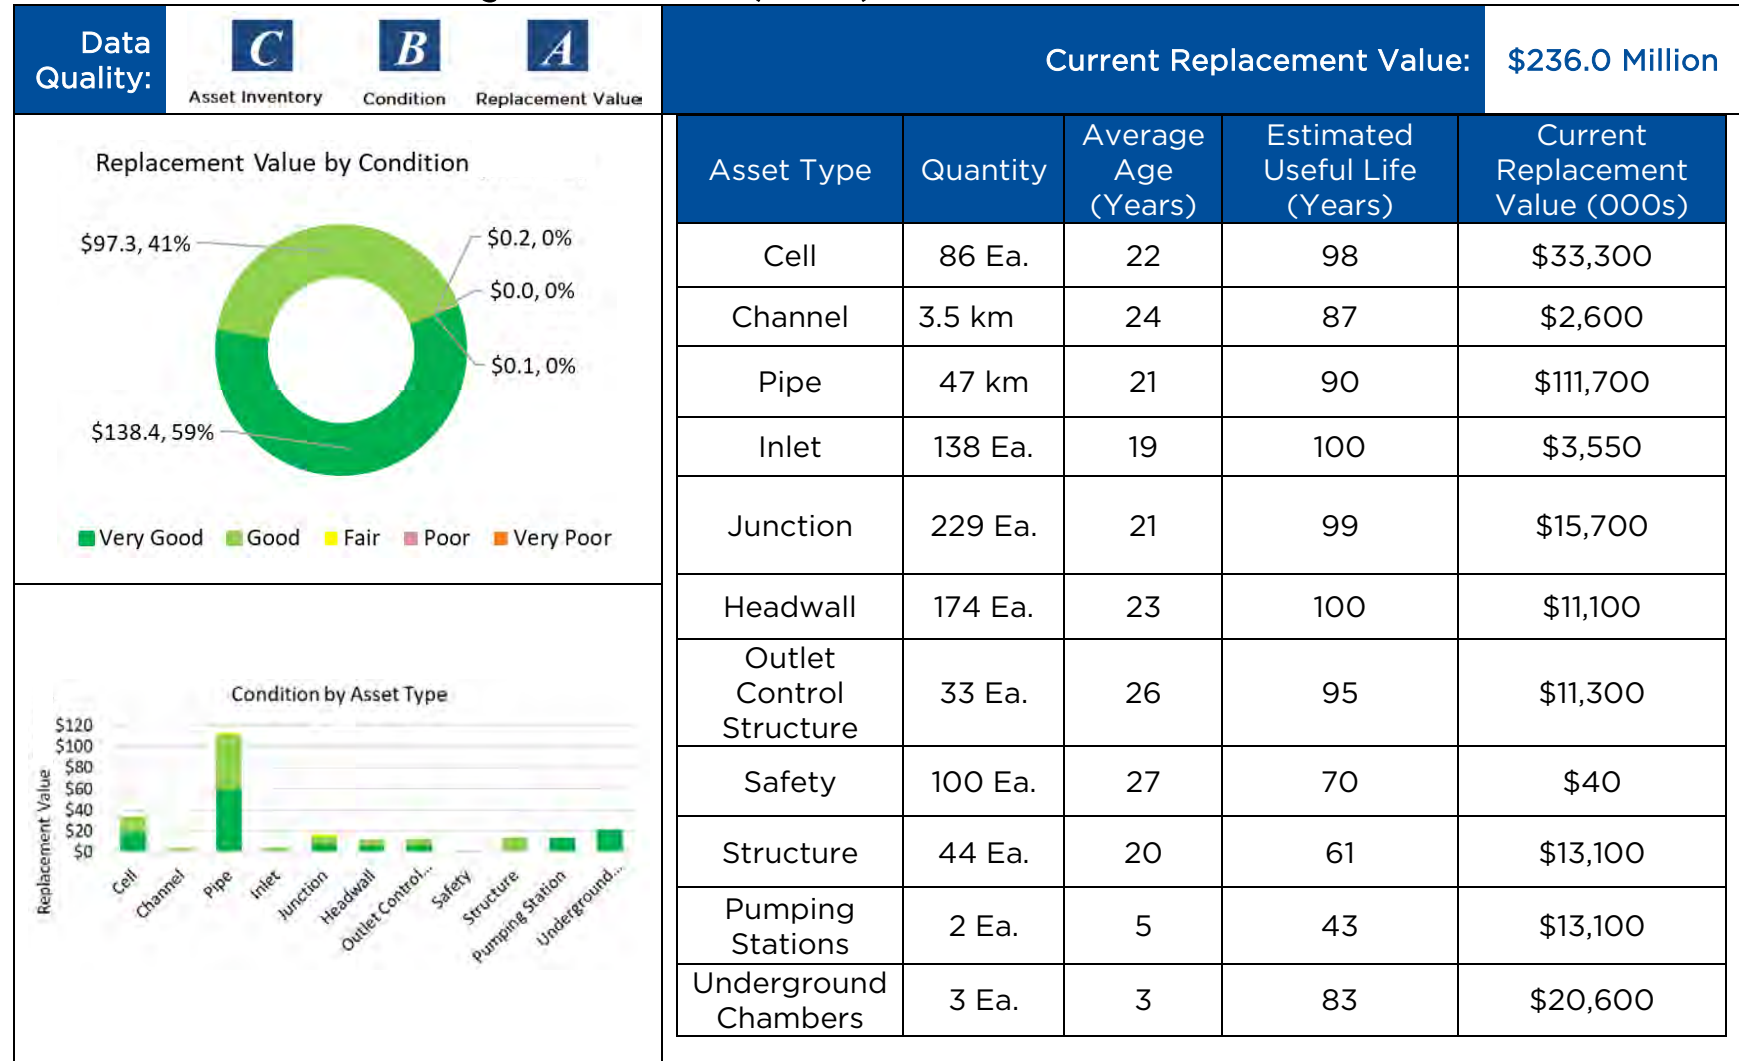 Data
Quality:
C
B
A
Asset Inventory
Condition
Replacement Value
Current Replacement Value:
$236.0 Million
Replacement Value by Condition
$97.3, 41%
$0.2, 0%
$0.0, 0%
$0.1, 0%
$138.4, 59%
Very Good Good Fair Poor Very Poor
Condition by Asset Type
Replacement Value
$120
$100
$80
$60
$40
$20
$0
Cell
Channel
Pipe
Inlet
Junction
Headwall
Outlet Control...
Safety
Structure
Pumping Station
Underground...
Asset Type
Quantity
Average
Age
(Years)
Estimated
Useful Life
(Years)
Current
Replacement
Value (000s)
Cell 86 Ea. 22 98 $33,300
Channel 3.5 km 24 87 $2,600
Pipe 47 km 21 90 $111,700
Inlet 138 Ea. 19 100 $3,550
Junction 229 Ea. 21 99 $15,700
Headwall 174 Ea. 23 100 $11,100
Outlet
Control
Structure
33 Ea. 26 95 $11,300
Safety 100 Ea. 27 70 $40
Structure 44 Ea. 20 61 $13,100
Pumping
Stations
2 Ea. 5 43 $13,100
Underground
Chambers
3 Ea. 3 83 $20,600